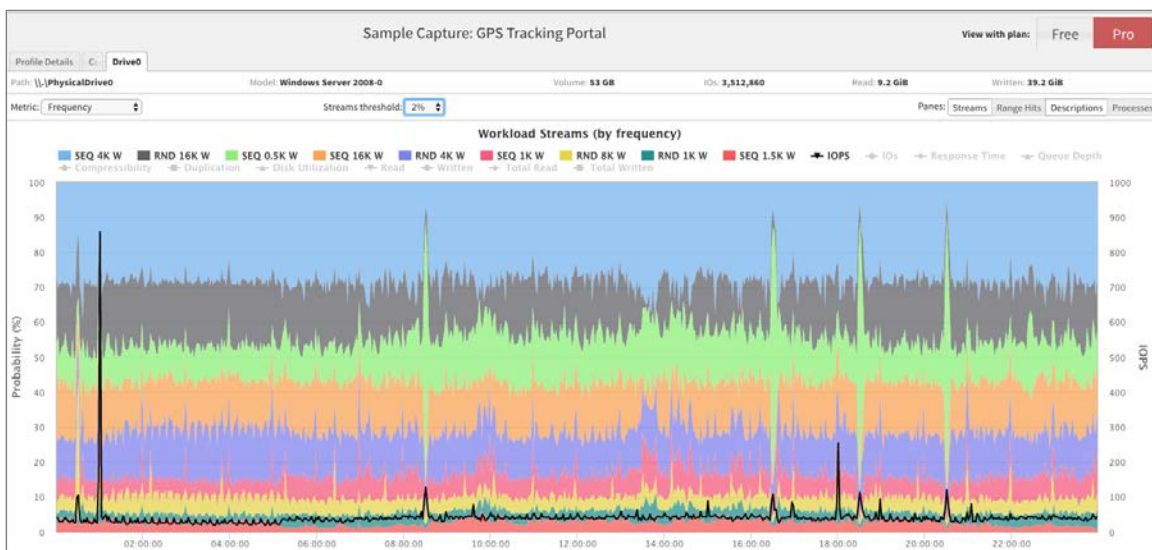 Sample Capture: GPS Tracking Portal
View with plan: Free Pro
Profile Details C: Drive0
Path: \\.\PhysicalDrive0 Model: Windows Server 2008-0 Volume: 53 GB IOs: 3,512,860 Read: 9.2 GiB Written: 39.2 GiB
Metric: Frequency Streams threshold: 2% Panes: Streams Range Hits Descriptions Processes
Workload Streams (by frequency)
SEQ 4K W RND 16K W SEQ 0.5K W SEQ 16K W RND 4K W SEQ 1K W RND 8K W RND 1K W SEQ 1.5K W IOPS IOs Response Time Queue Depth
Compressibility Duplication Disk Utilization Read Written Total Read Total Written
100 1000
90 900
80 800
70 700
60 600
50 500
40 400
30 300
20 200
10 100
0 0
Probability (%)
IOPS
02:00:00 04:00:00 06:00:00 08:00:00 10:00:00 12:00:00 14:00:00 16:00:00 18:00:00 20:00:00 22:00:00